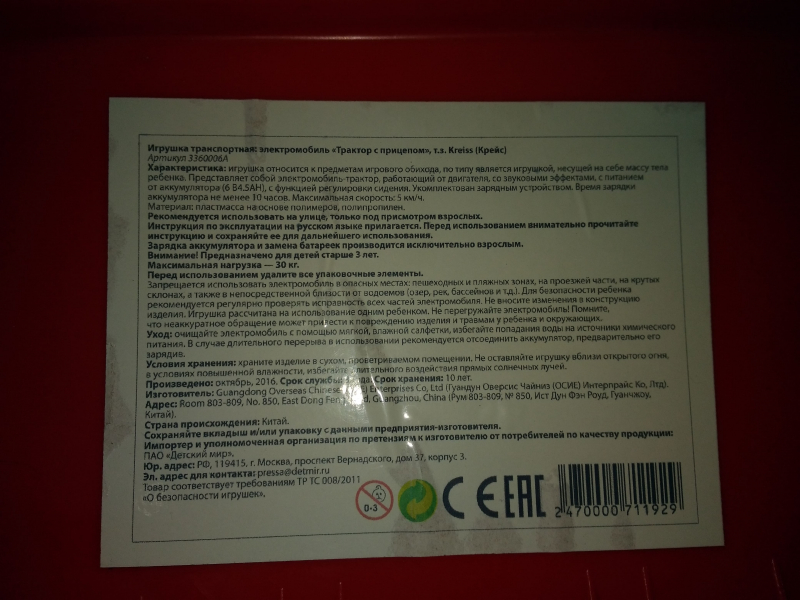 Игрушка транспортная: электромобиль «Трактор с прицепом», т.з. Kreiss (Крейс)
Артикул 3360006А
Характеристика: игрушка относится к предметам игрового обихода, по типу является игрушкой, несущей на себе массу тела
ребенка. Представляет собой электромобиль-трактор, работающий от двигателя, со звуковыми эффектами, с питанием
от аккумулятора (6 В4.5AH), с функцией регулировки сидения. Укомплектован зарядным устройством. Время зарядки
аккумулятора не менее 10 часов. Максимальная скорость: 5 км/ч.
Материал: пластмасса на основе полимеров, полипропилен.
Рекомендуется использовать на улице, только под присмотром взрослых.
Инструкция по эксплуатации на русском языке прилагается. Перед использованием внимательно прочитайте
инструкцию и сохраняйте ее для дальнейшего использования.
Зарядка аккумулятора и замена батареек производится исключительно взрослым.
Внимание! Предназначено для детей старше 3 лет.
Максимальная нагрузка — 30 кг.
Перед использованием удалите все упаковочные элементы.
Запрещается использовать электромобиль в опасных местах: пешеходных и пляжных зонах, на проезжей части, на крутых
склонах, а также в непосредственной близости от водоемов (озер, рек, бассейнов и т.д.). Для безопасности ребенка
рекомендуется регулярно проверять исправность всех частей электромобиля. Не вносите изменения в конструкцию
изделия. Игрушка рассчитана на использование одним ребенком. Не перегружайте электромобиль! Помните,
что неаккуратное обращение может привести к повреждению изделия и травмам у ребенка и окружающих.
Уход: очищайте электромобиль с помощью мягкой, влажной салфетки, избегайте попадания воды на источники химического
питания. В случае длительного перерыва в использовании рекомендуется отсоединить аккумулятор, предварительно его
зарядив.
Условия хранения: храните изделие в сухом, проветриваемом помещении. Не оставляйте игрушку вблизи открытого огня,
в условиях повышенной влажности, избегайте длительного воздействия прямых солнечных лучей.
Произведено: октябрь, 2016. Срок службы: года. Срок хранения: 10 лет.
Изготовитель: Guangdong Overseas Chinese Enterprises Co., Ltd (Гуандун Оверсис Чайниз (ОСИЕ) Интерпрайс Ко, Лтд).
Адрес: Room 803-809, No. 850, East Dong Feng Road, Guangzhou, China (Рум 803-809, № 850, Ист Дун Фэн Роуд, Гуанчжоу,
Китай).
Страна происхождения: Китай.
Сохраняйте вкладыш и/или упаковку с данными предприятия-изготовителя.
Импортер и уполномоченная организация по претензиям к изготовителю от потребителей по качеству продукции:
ПАО «Детский мир».
Юр. адрес: РФ, 119415, г. Москва, проспект Вернадского, дом 37, корпус 3.
Эл. адрес для контакта: pressa@detmir.ru
Товар соответствует требованиям ТР ТС 008/2011
«О безопасности игрушек».
0-3
CE EAC
2 470000 711929